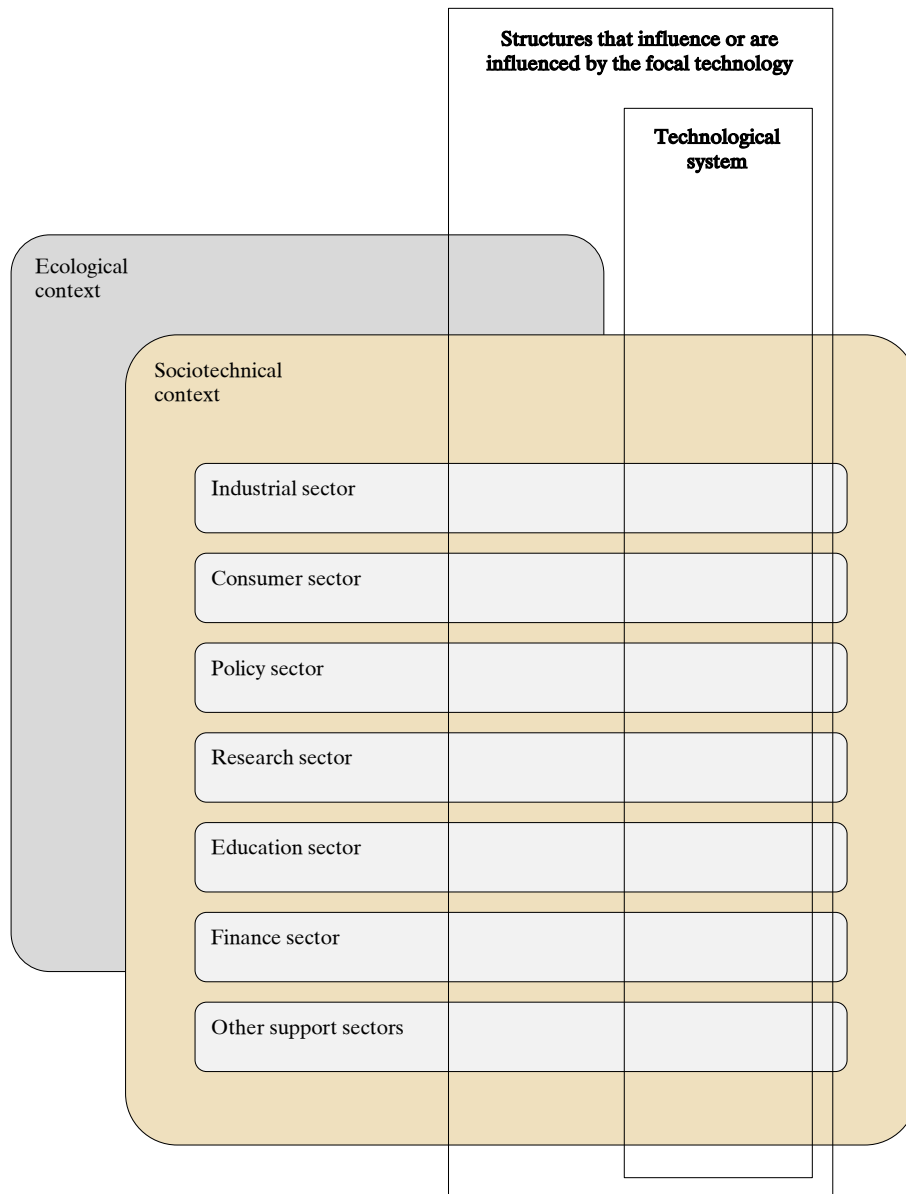 Structures that influence or are
influenced by the focal technology
Technological
system
Ecological
context
Sociotechnical
context
Industrial sector
Consumer sector
Policy sector
Research sector
Education sector
Finance sector
Other support sectors